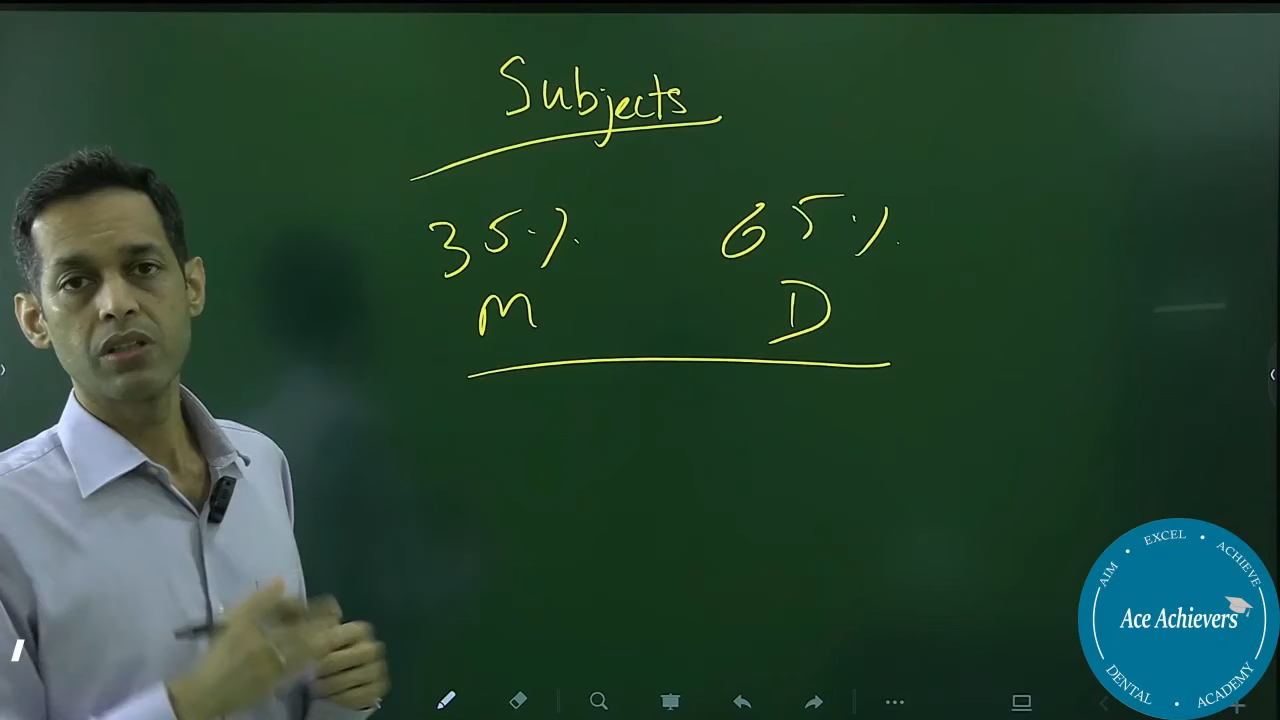 Subjects
35% 65%
M D
AIM • EXCEL • ACHIEVE
Ace Achievers
DENTAL • ACADEMY